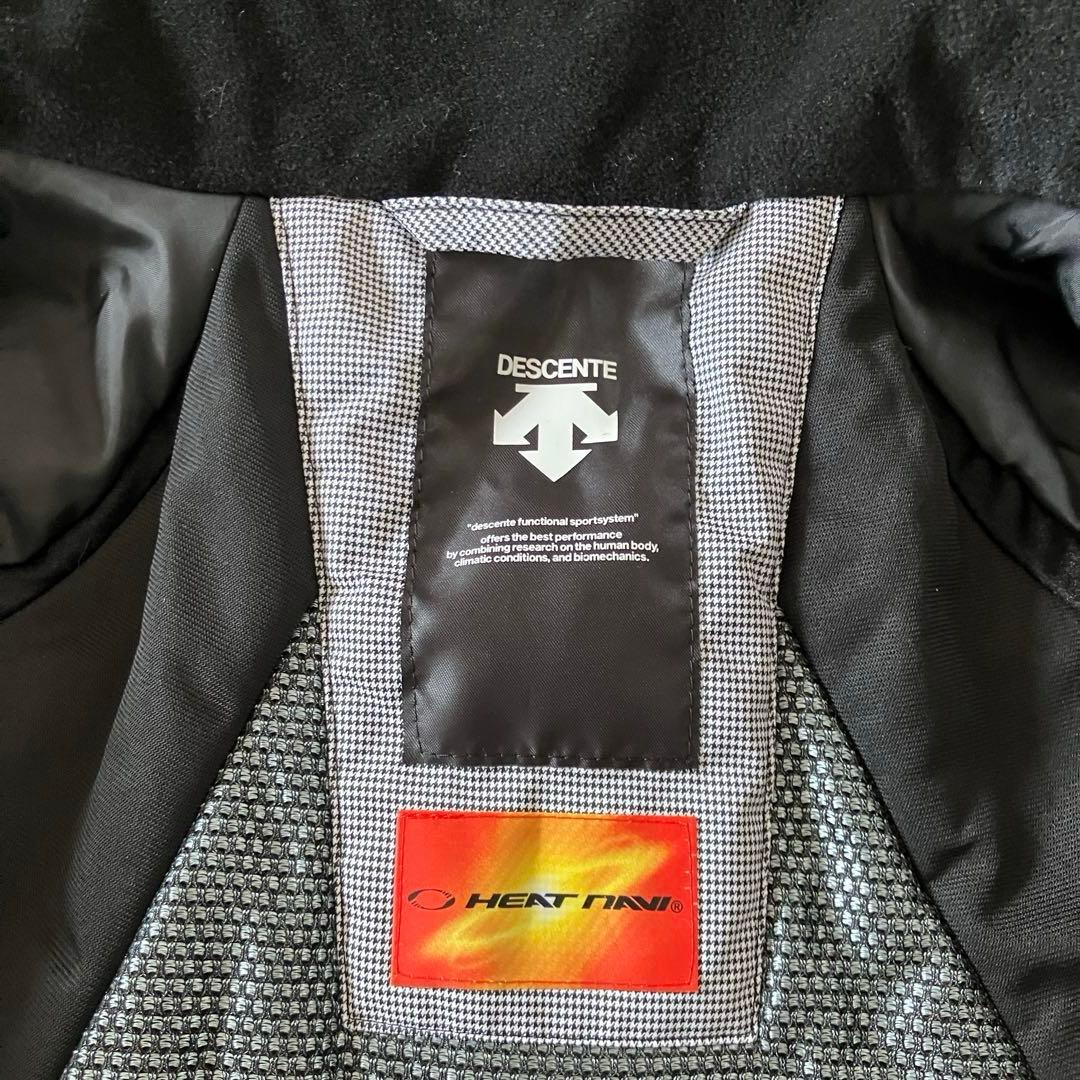 DESCENTE
"descente functional sportsystem"
offers the best performance
by combining research on the human body,
climatic conditions, and biomechanics.
HEAT NAVI®